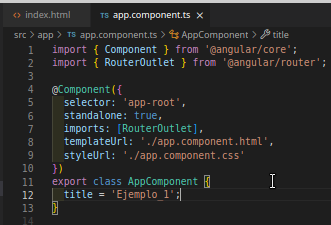 index.html
app.component.ts
src > app > app.component.ts > AppComponent > title
1 import { Component } from '@angular/core';
2 import { RouterOutlet } from '@angular/router';
3
4 @Component({
5 selector: 'app-root',
6 standalone: true,
7 imports: [RouterOutlet],
8 templateUrl: './app.component.html',
9 styleUrl: './app.component.css'
10 })
11 export class AppComponent {
12 title = 'Ejemplo_1';
13 }
14